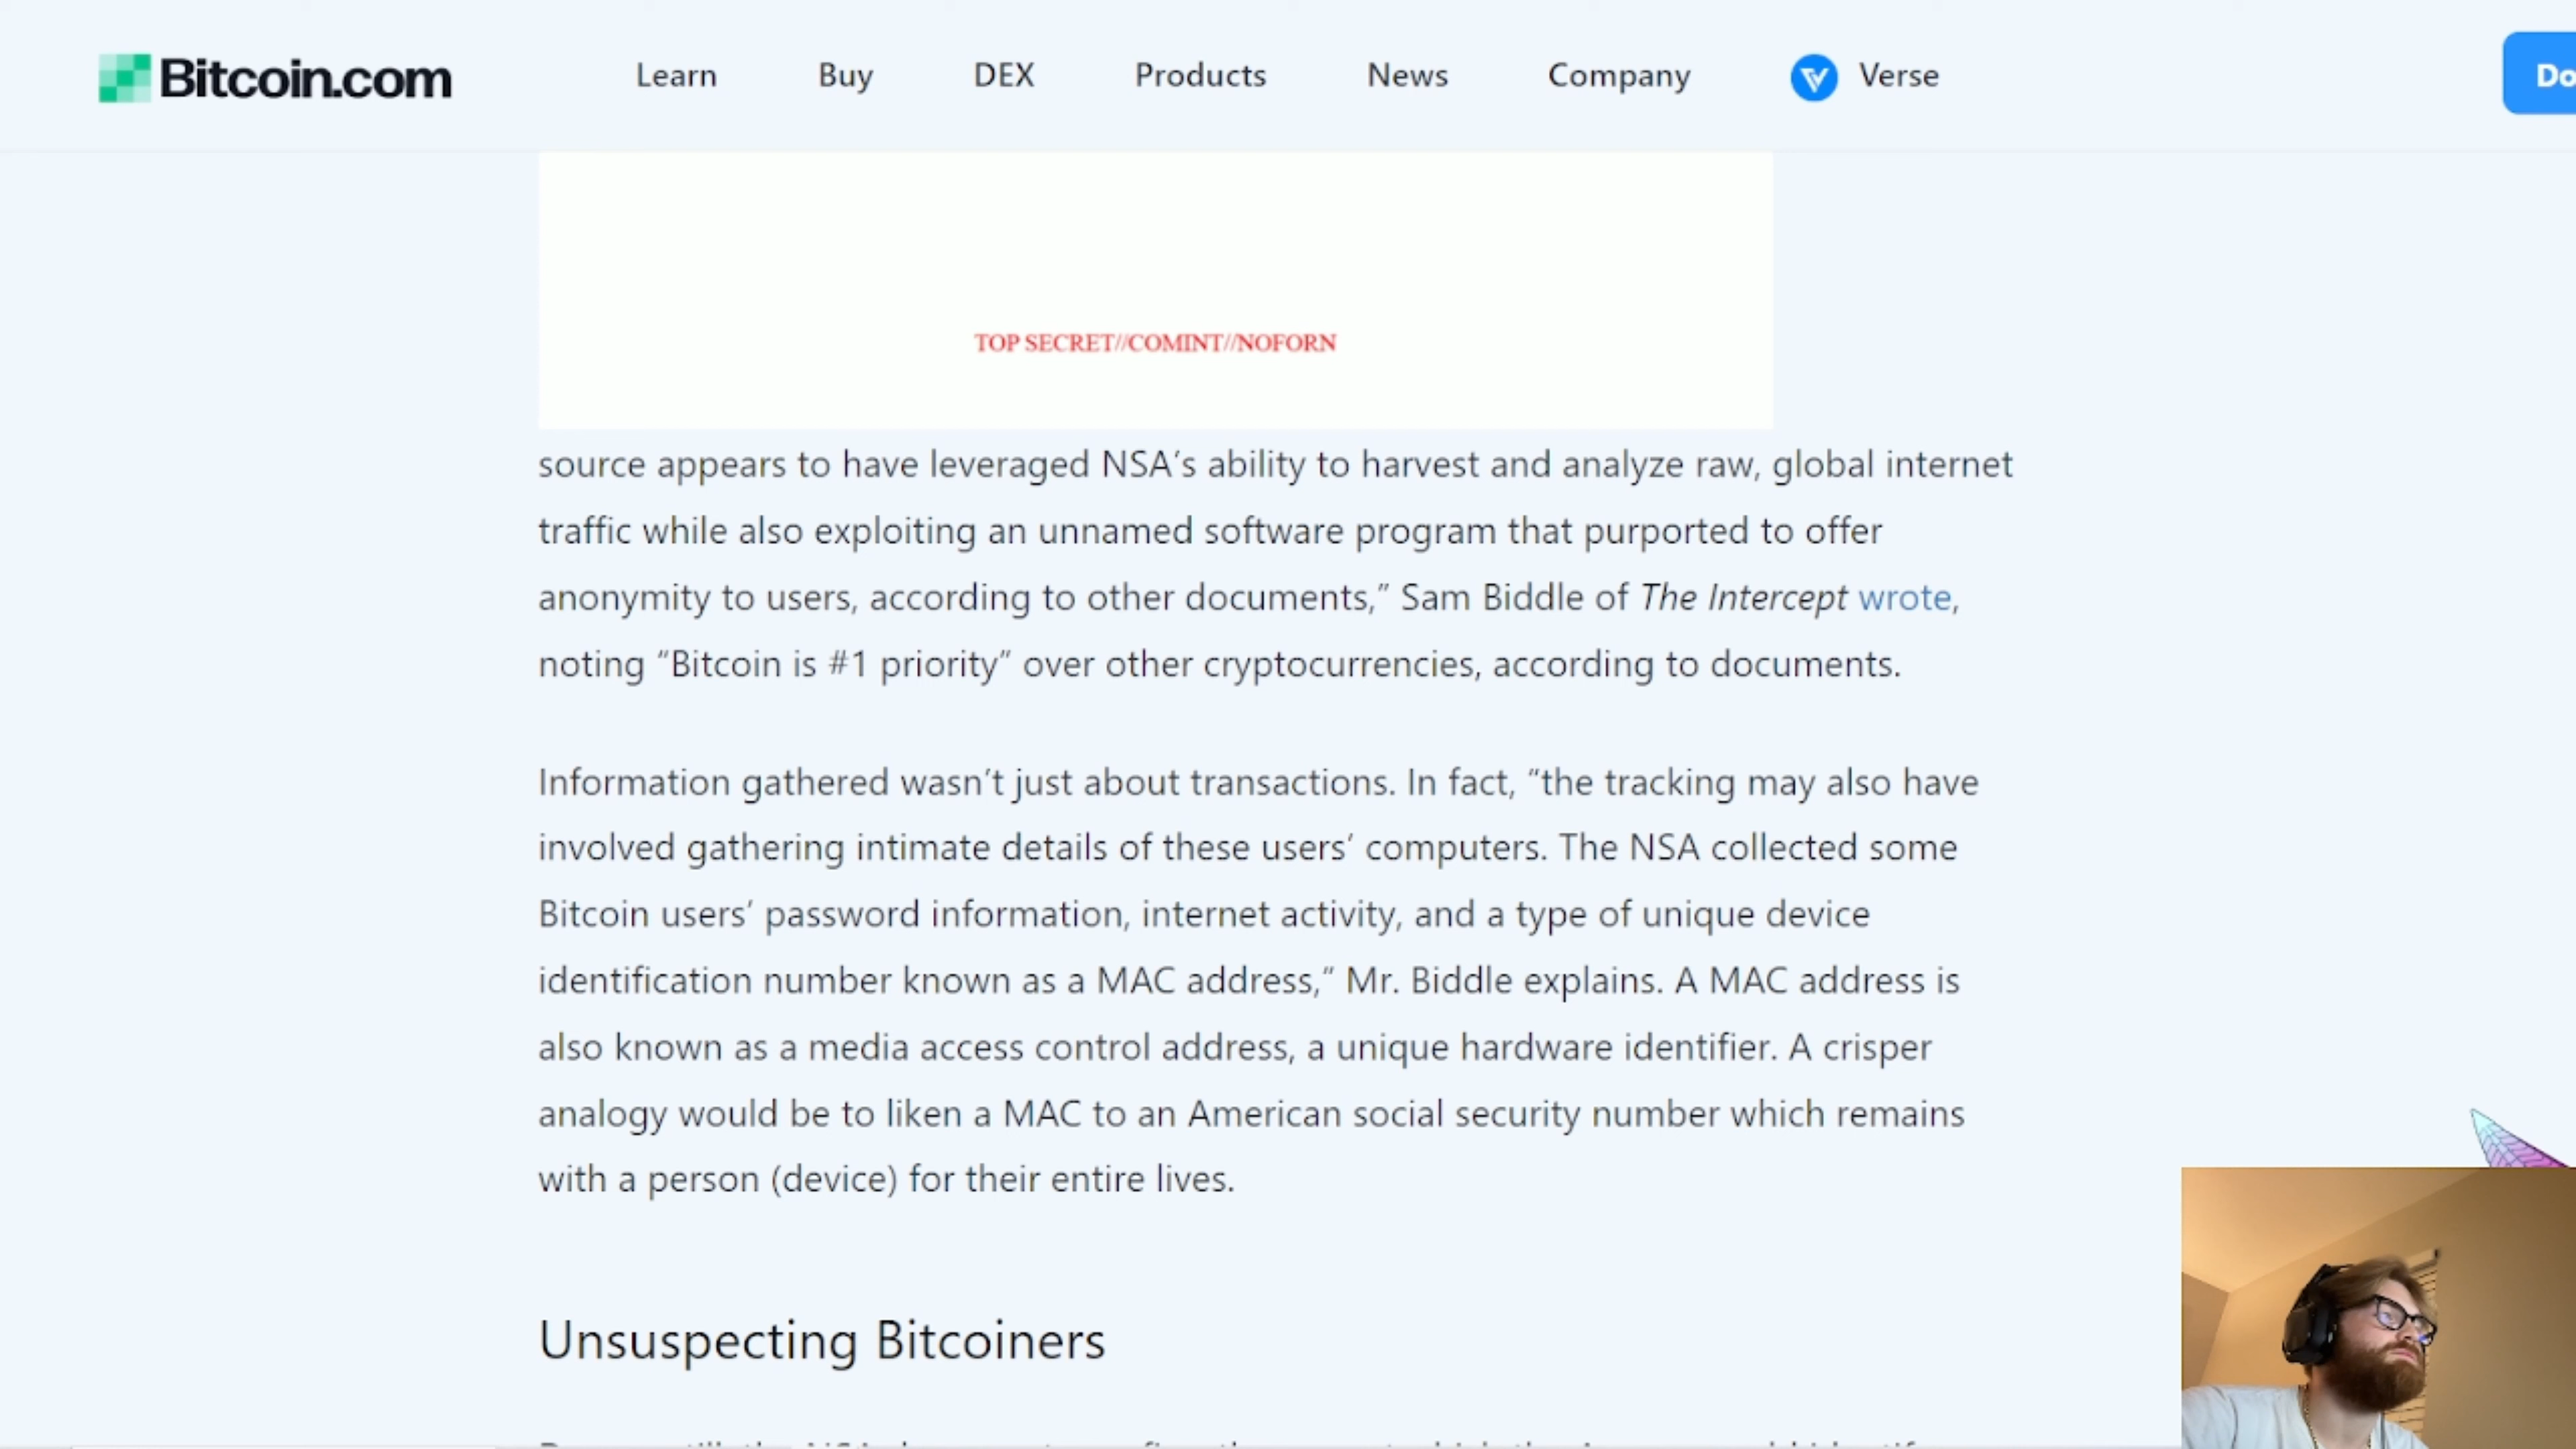 Bitcoin.com Learn Buy DEX Products News Company Verse
TOP SECRET//COMINT//NOFORN
source appears to have leveraged NSA’s ability to harvest and analyze raw, global internet
traffic while also exploiting an unnamed software program that purported to offer
anonymity to users, according to other documents,” Sam Biddle of The Intercept wrote,
noting “Bitcoin is #1 priority” over other cryptocurrencies, according to documents.
Information gathered wasn’t just about transactions. In fact, “the tracking may also have
involved gathering intimate details of these users’ computers. The NSA collected some
Bitcoin users’ password information, internet activity, and a type of unique device
identification number known as a MAC address,” Mr. Biddle explains. A MAC address is
also known as a media access control address, a unique hardware identifier. A crisper
analogy would be to liken a MAC to an American social security number which remains
with a person (device) for their entire lives.
Unsuspecting Bitcoiners